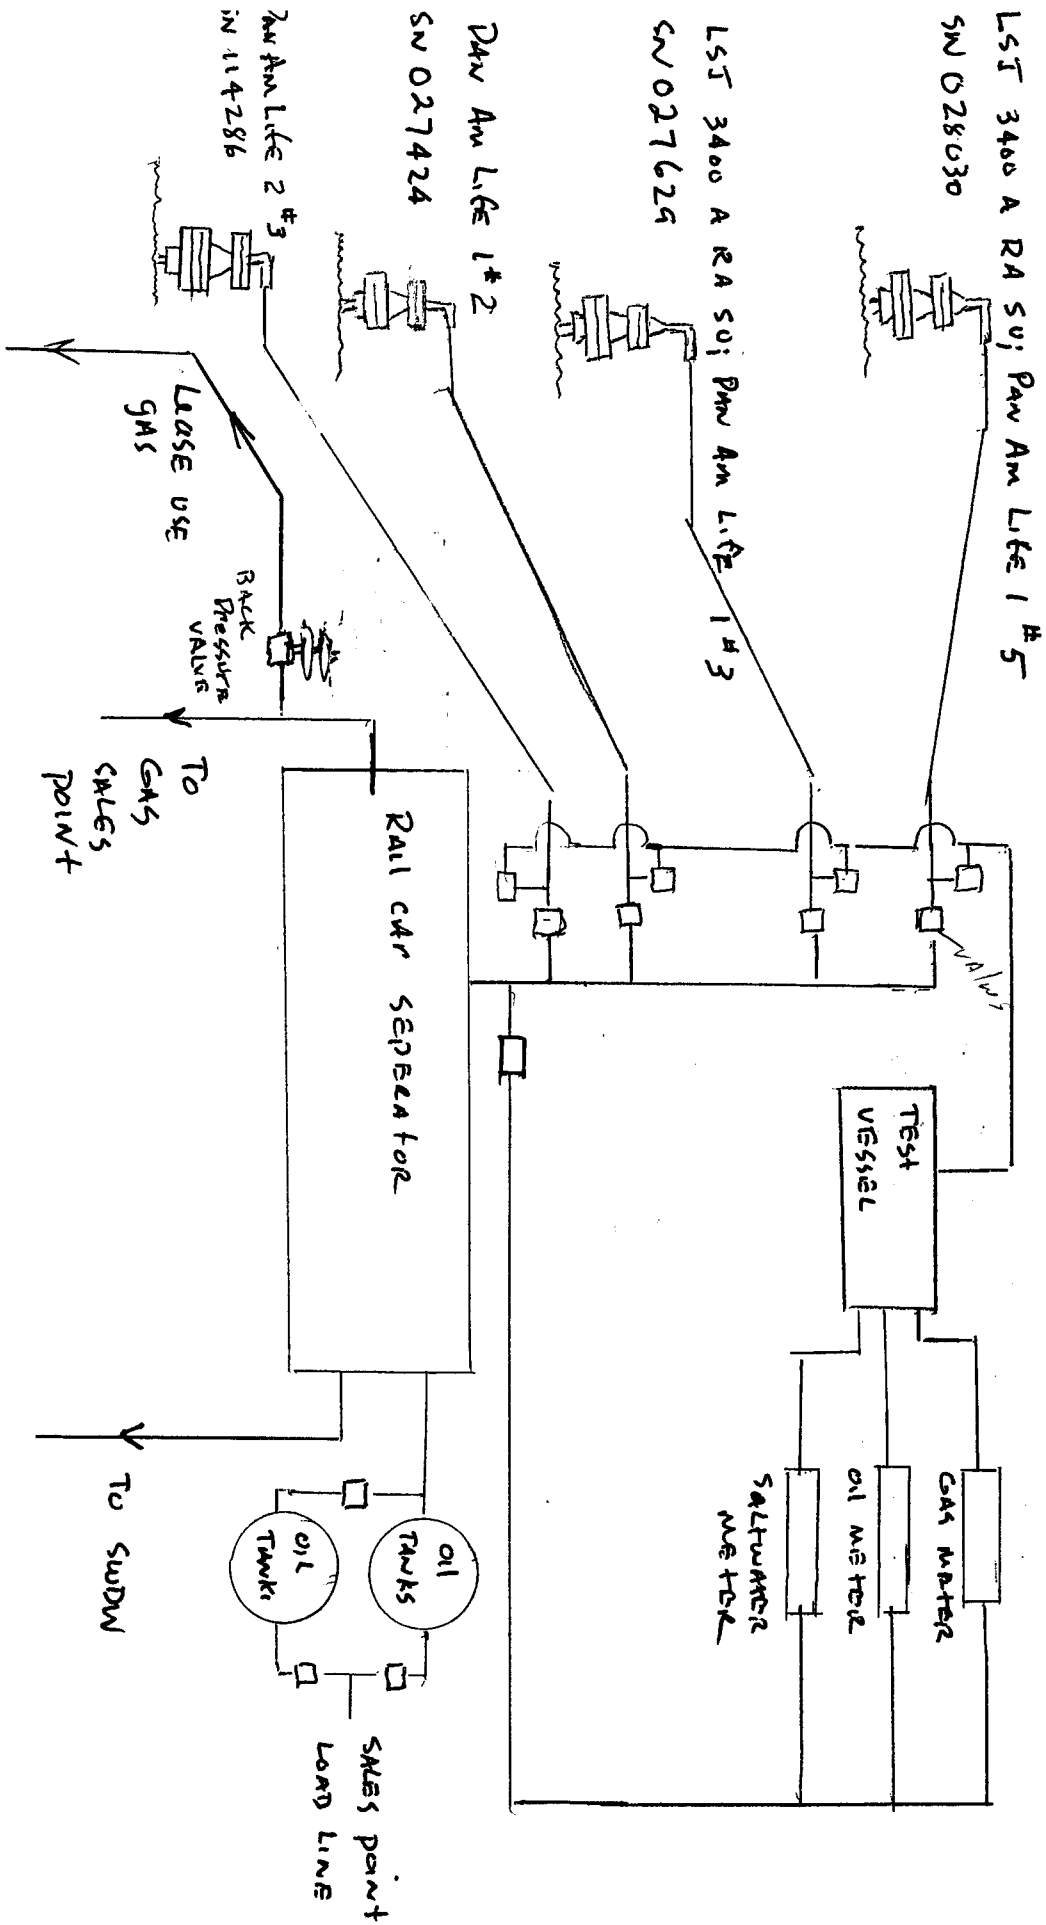 LSJ 3400 A RA SU; PAN AM LIFE 1 #5
SN 028030
LSJ 3400 A RA SU; PAN AM LIFE 1 #3
SN 027629
PAN AM LIFE 1 #2
SN 027424
PAN AM LIFE 2 #3
SN 114286
LEASE USE
GAS
BACK
PressurE
VALVE
TO
GAS
SALES
POINT
RAIL CAR SEPERATOR
VALVES
TEST
VESSEL
GAS METER
OIL METER
SALTWATER
METER
OIL
TANKS
OIL
TANKS
TO SWDW
SALES POINT
LOAD LINE